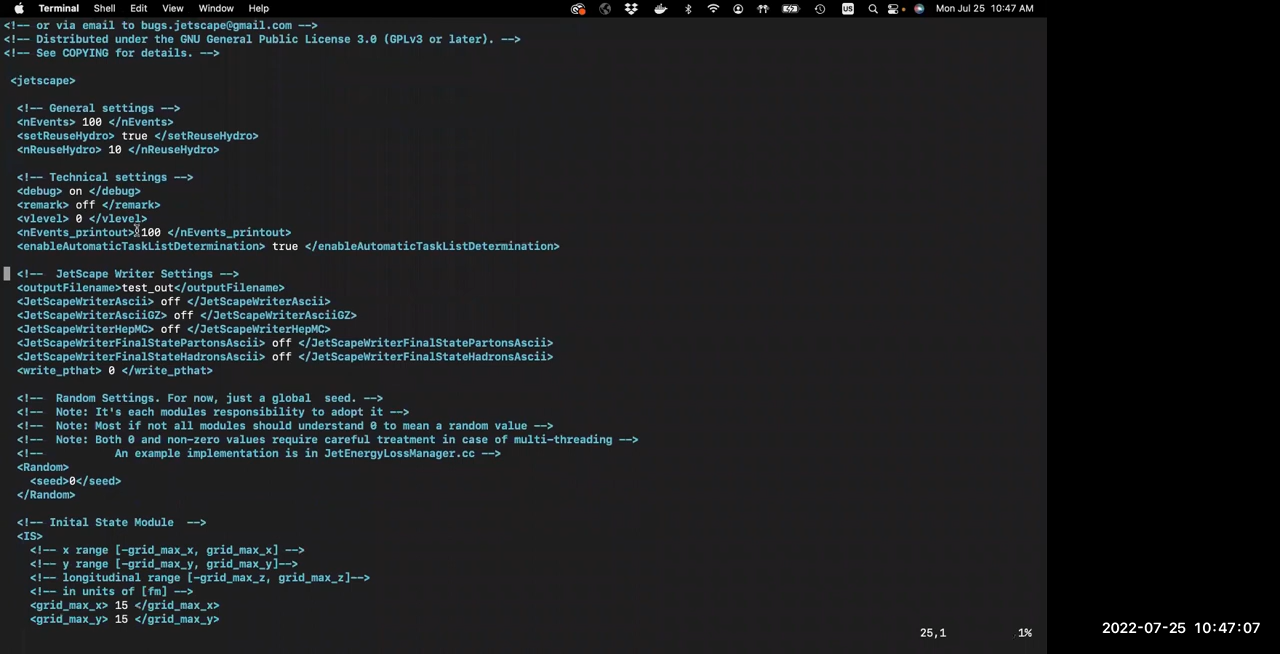 Terminal Shell Edit View Window Help US Mon Jul 25 10:47 AM
<!-- or via email to bugs.jetscape@gmail.com -->
<!-- Distributed under the GNU General Public License 3.0 (GPLv3 or later). -->
<!-- See COPYING for details. -->
<jetscape>
<!-- General settings -->
<nEvents> 100 </nEvents>
<setReuseHydro> true </setReuseHydro>
<nReuseHydro> 10 </nReuseHydro>
<!-- Technical settings -->
<debug> on </debug>
<remark> off </remark>
<vlevel> 0 </vlevel>
<nEvents_printout> 100 </nEvents_printout>
<enableAutomaticTaskListDetermination> true </enableAutomaticTaskListDetermination>
<!-- JetScape Writer Settings -->
<outputFilename>test_out</outputFilename>
<JetScapeWriterAscii> off </JetScapeWriterAscii>
<JetScapeWriterAsciiGZ> off </JetScapeWriterAsciiGZ>
<JetScapeWriterHepMC> off </JetScapeWriterHepMC>
<JetScapeWriterFinalStatePartonsAscii> off </JetScapeWriterFinalStatePartonsAscii>
<JetScapeWriterFinalStateHadronsAscii> off </JetScapeWriterFinalStateHadronsAscii>
<write_pthat> 0 </write_pthat>
<!-- Random Settings. For now, just a global seed. -->
<!-- Note: It's each modules responsibility to adopt it -->
<!-- Note: Most if not all modules should understand 0 to mean a random value -->
<!-- Note: Both 0 and non-zero values require careful treatment in case of multi-threading -->
<!-- An example implementation is in JetEnergyLossManager.cc -->
<Random>
<seed>0</seed>
</Random>
<!-- Inital State Module -->
<IS>
<!-- x range [-grid_max_x, grid_max_x] -->
<!-- y range [-grid_max_y, grid_max_y]-->
<!-- longitudinal range [-grid_max_z, grid_max_z]-->
<!-- in units of [fm] -->
<grid_max_x> 15 </grid_max_x>
<grid_max_y> 15 </grid_max_y>
25,1 1%
2022-07-25 10:47:07